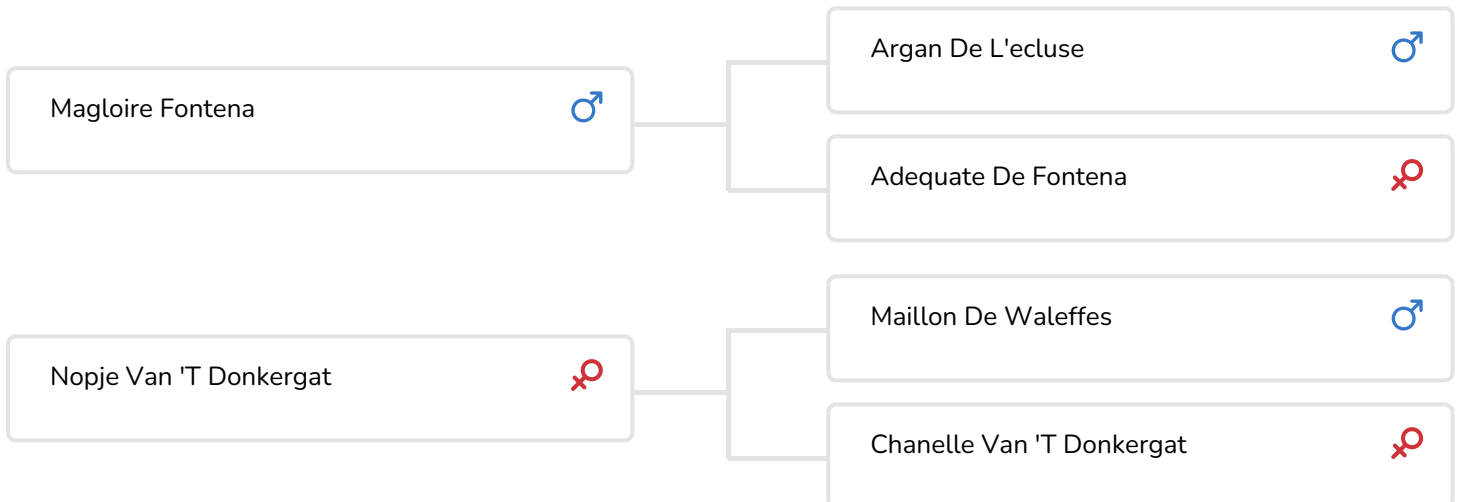 Argan De L'ecluse
Magloire Fontena
Adequate De Fontena
Maillon De Waleffes
Nopje Van 'T Donkergat
Chanelle Van 'T Donkergat